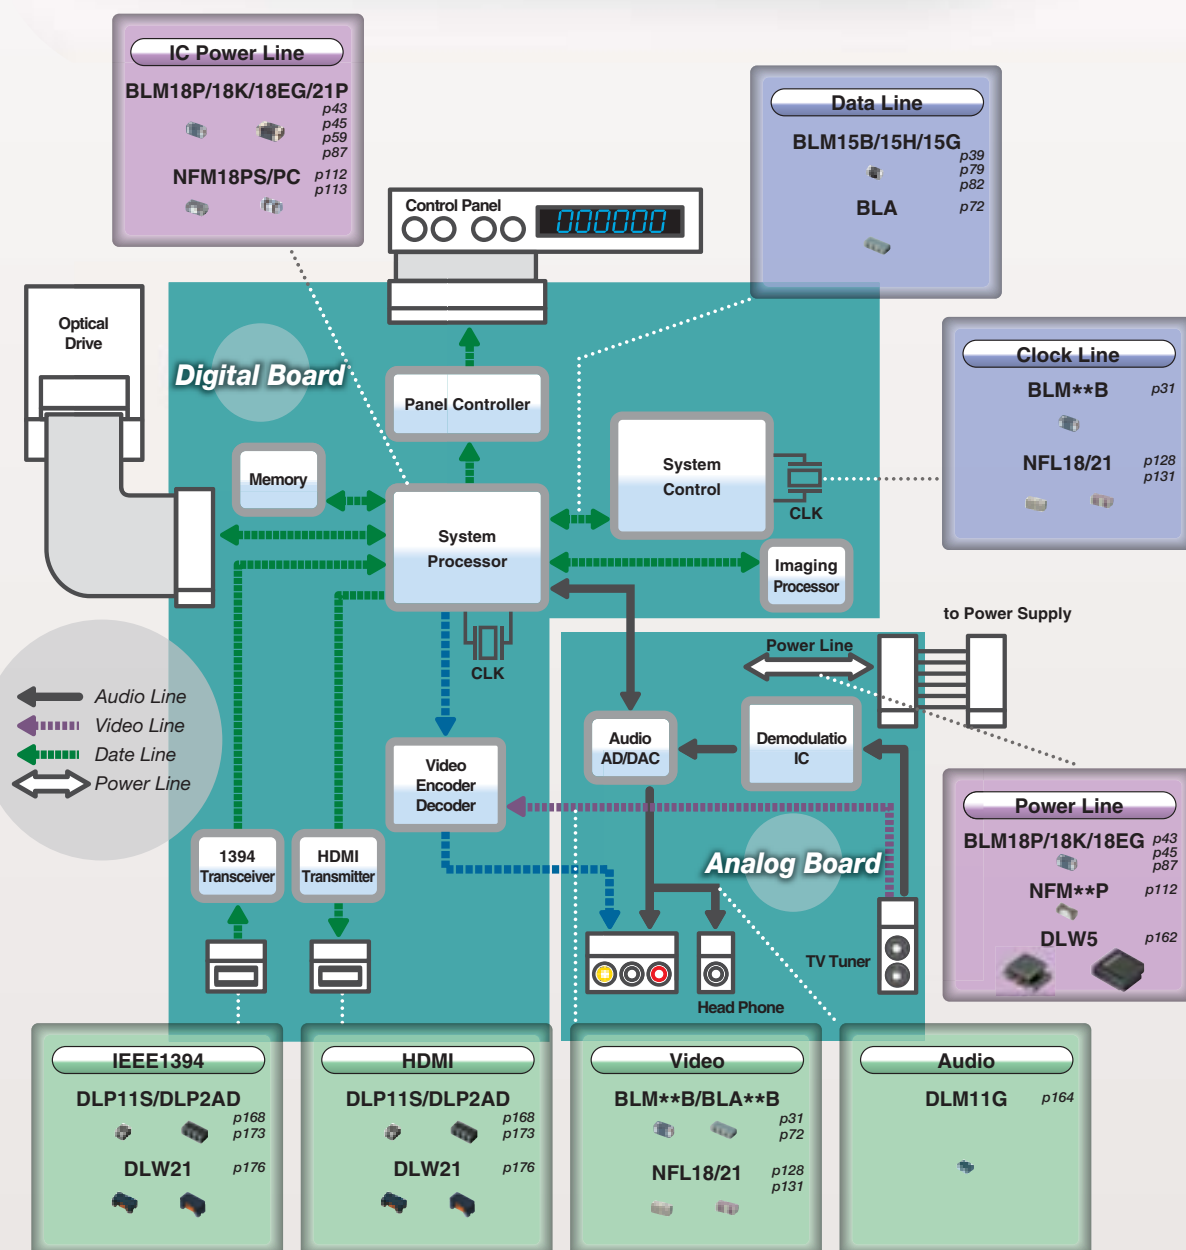 IC Power Line
BLM18P/18K/18EG/21P
p43
p45
p59
p87
NFM18PS/PC p112
p113
Data Line
BLM15B/15H/15G
p39
p79
p82
BLA p72
Control Panel
000000
Optical
Drive
Digital Board
Panel Controller
Clock Line
BLM**B p31
NFL18/21 p128
p131
Memory
System
Control
CLK
System
Processor
Imaging
Processor
CLK
to Power Supply
Power Line
Audio Line
Video Line
Date Line
Power Line
Audio
AD/DAC
Demodulatio
IC
Video
Encoder
Decoder
Power Line
BLM18P/18K/18EG p43
p45
p87
NFM**P p112
DLW5 p162
1394
Transceiver
HDMI
Transmitter
Analog Board
TV Tuner
Head Phone
IEEE1394
DLP11S/DLP2AD
p168
p173
DLW21 p176
HDMI
DLP11S/DLP2AD
p168
p173
DLW21 p176
Video
BLM**B/BLA**B
p31
p72
NFL18/21 p128
p131
Audio
DLM11G p164